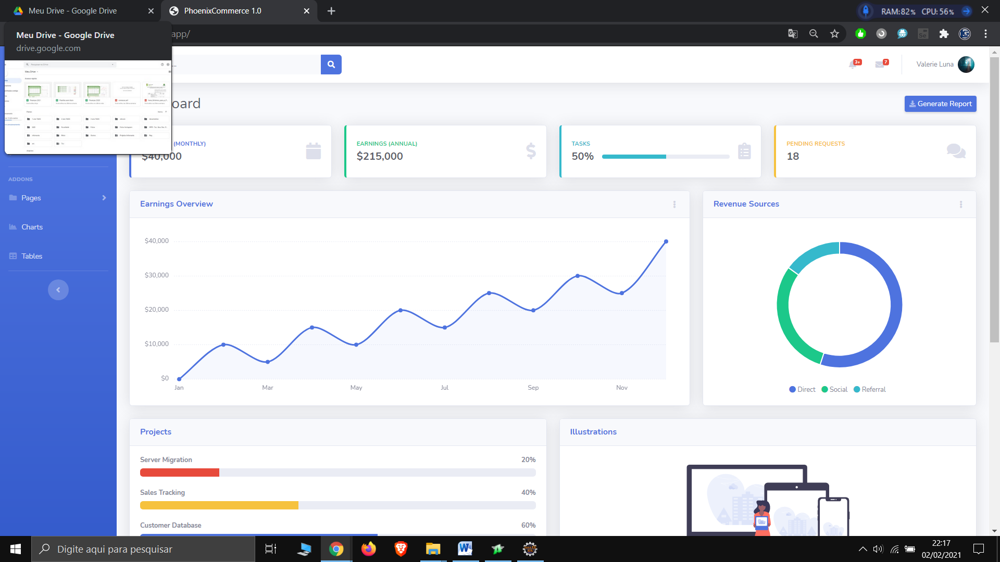 Meu Drive - Google Drive
PhoenixCommerce 1.0
RAM:82% CPU:56%
Meu Drive - Google Drive
drive.google.com
app/
Meu Drive
...
3+
7
Valerie Luna
oard
Generate Report
(MONTHLY)
$40,000
EARNINGS (ANNUAL)
$215,000
TASKS
50%
PENDING REQUESTS
18
ADDONS
Pages
Charts
Tables
Earnings Overview
$40,000
$30,000
$20,000
$10,000
$0
Jan
Mar
May
Jul
Sep
Nov
Revenue Sources
Direct
Social
Referral
Projects
Server Migration
20%
Sales Tracking
40%
Customer Database
60%
Illustrations
Digite aqui para pesquisar
22:17
02/02/2021